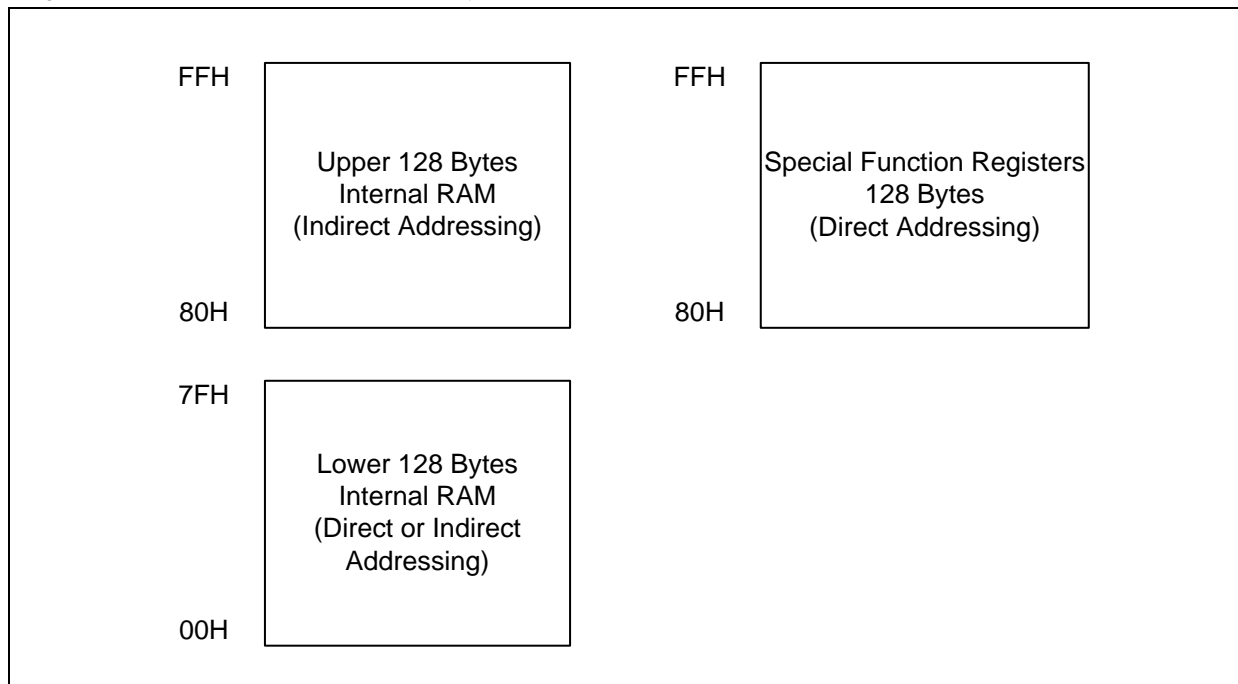 FFH
Upper 128 Bytes
Internal RAM
(Indirect Addressing)
80H
FFH
Special Function Registers
128 Bytes
(Direct Addressing)
80H
7FH
Lower 128 Bytes
Internal RAM
(Direct or Indirect
Addressing)
00H